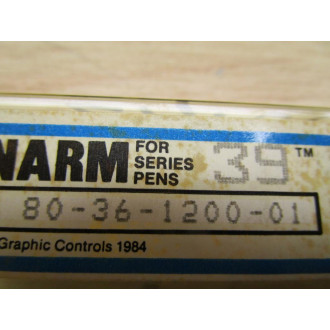 NARM FOR SERIES PENS 39™
80-36-1200-01
Graphic Controls 1984